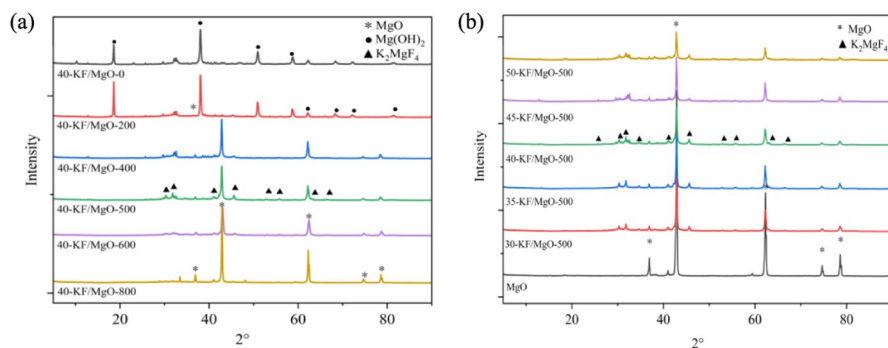 (a)
* MgO
● Mg(OH)₂
▲ K₂MgF₄
40-KF/MgO-0
40-KF/MgO-200
40-KF/MgO-400
40-KF/MgO-500
40-KF/MgO-600
40-KF/MgO-800
Intensity
20 40 60 80
2°
(b)
* MgO
▲ K₂MgF₄
50-KF/MgO-500
45-KF/MgO-500
40-KF/MgO-500
35-KF/MgO-500
30-KF/MgO-500
MgO
Intensity
20 40 60 80
2°